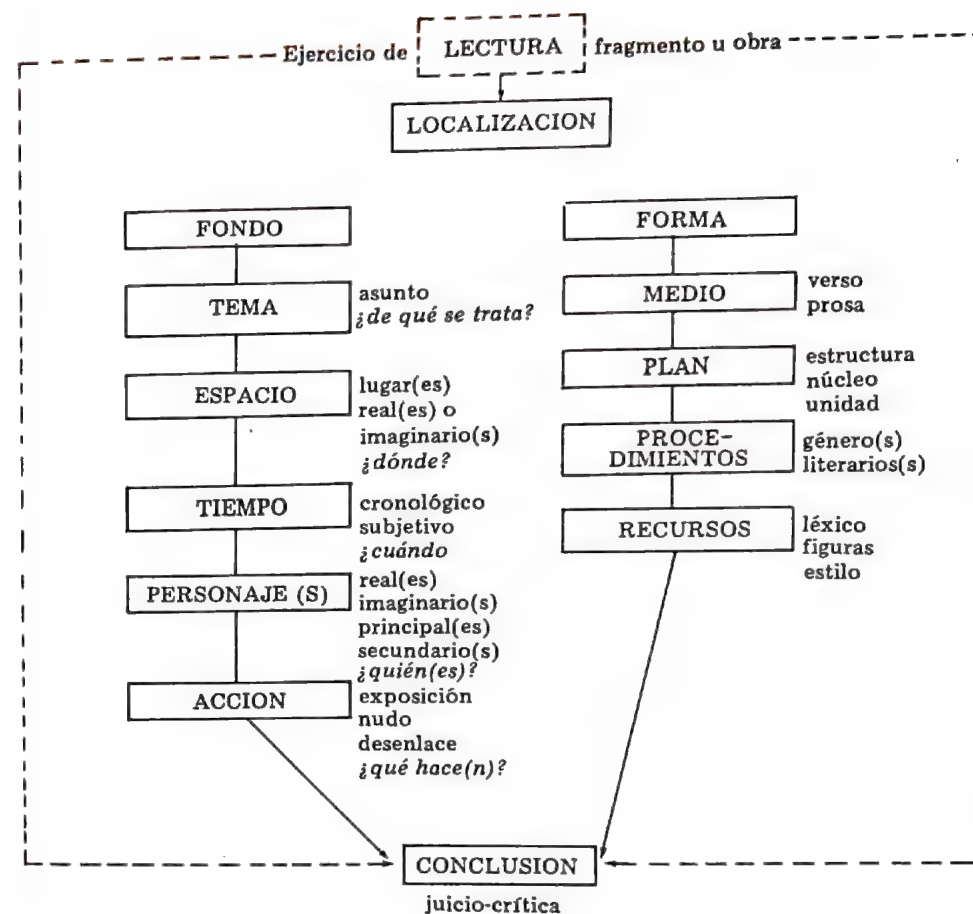 Ejercicio de LECTURA fragmento u obra
LOCALIZACION
FONDO
TEMA
asunto
¿de qué se trata?
ESPACIO
lugar(es)
real(es) o
imaginario(s)
¿dónde?
TIEMPO
cronológico
subjetivo
¿cuándo
PERSONAJE (S)
real(es)
imaginario(s)
principal(es)
secundario(s)
¿quién(es)?
ACCION
exposición
nudo
desenlace
¿qué hace(n)?
FORMA
MEDIO
verso
prosa
PLAN
estructura
núcleo
unidad
PROCE-
DIMIENTOS
género(s)
literarios(s)
RECURSOS
léxico
figuras
estilo
CONCLUSION
juicio-crítica